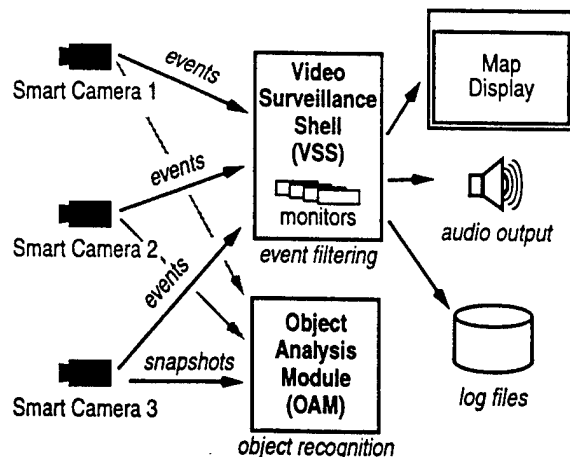 Smart Camera 1
events
Smart Camera 2
events
Smart Camera 3
events
snapshots
Video
Surveillance
Shell
(VSS)
monitors
event filtering
Object
Analysis
Module
(OAM)
object recognition
Map
Display
audio output
log files